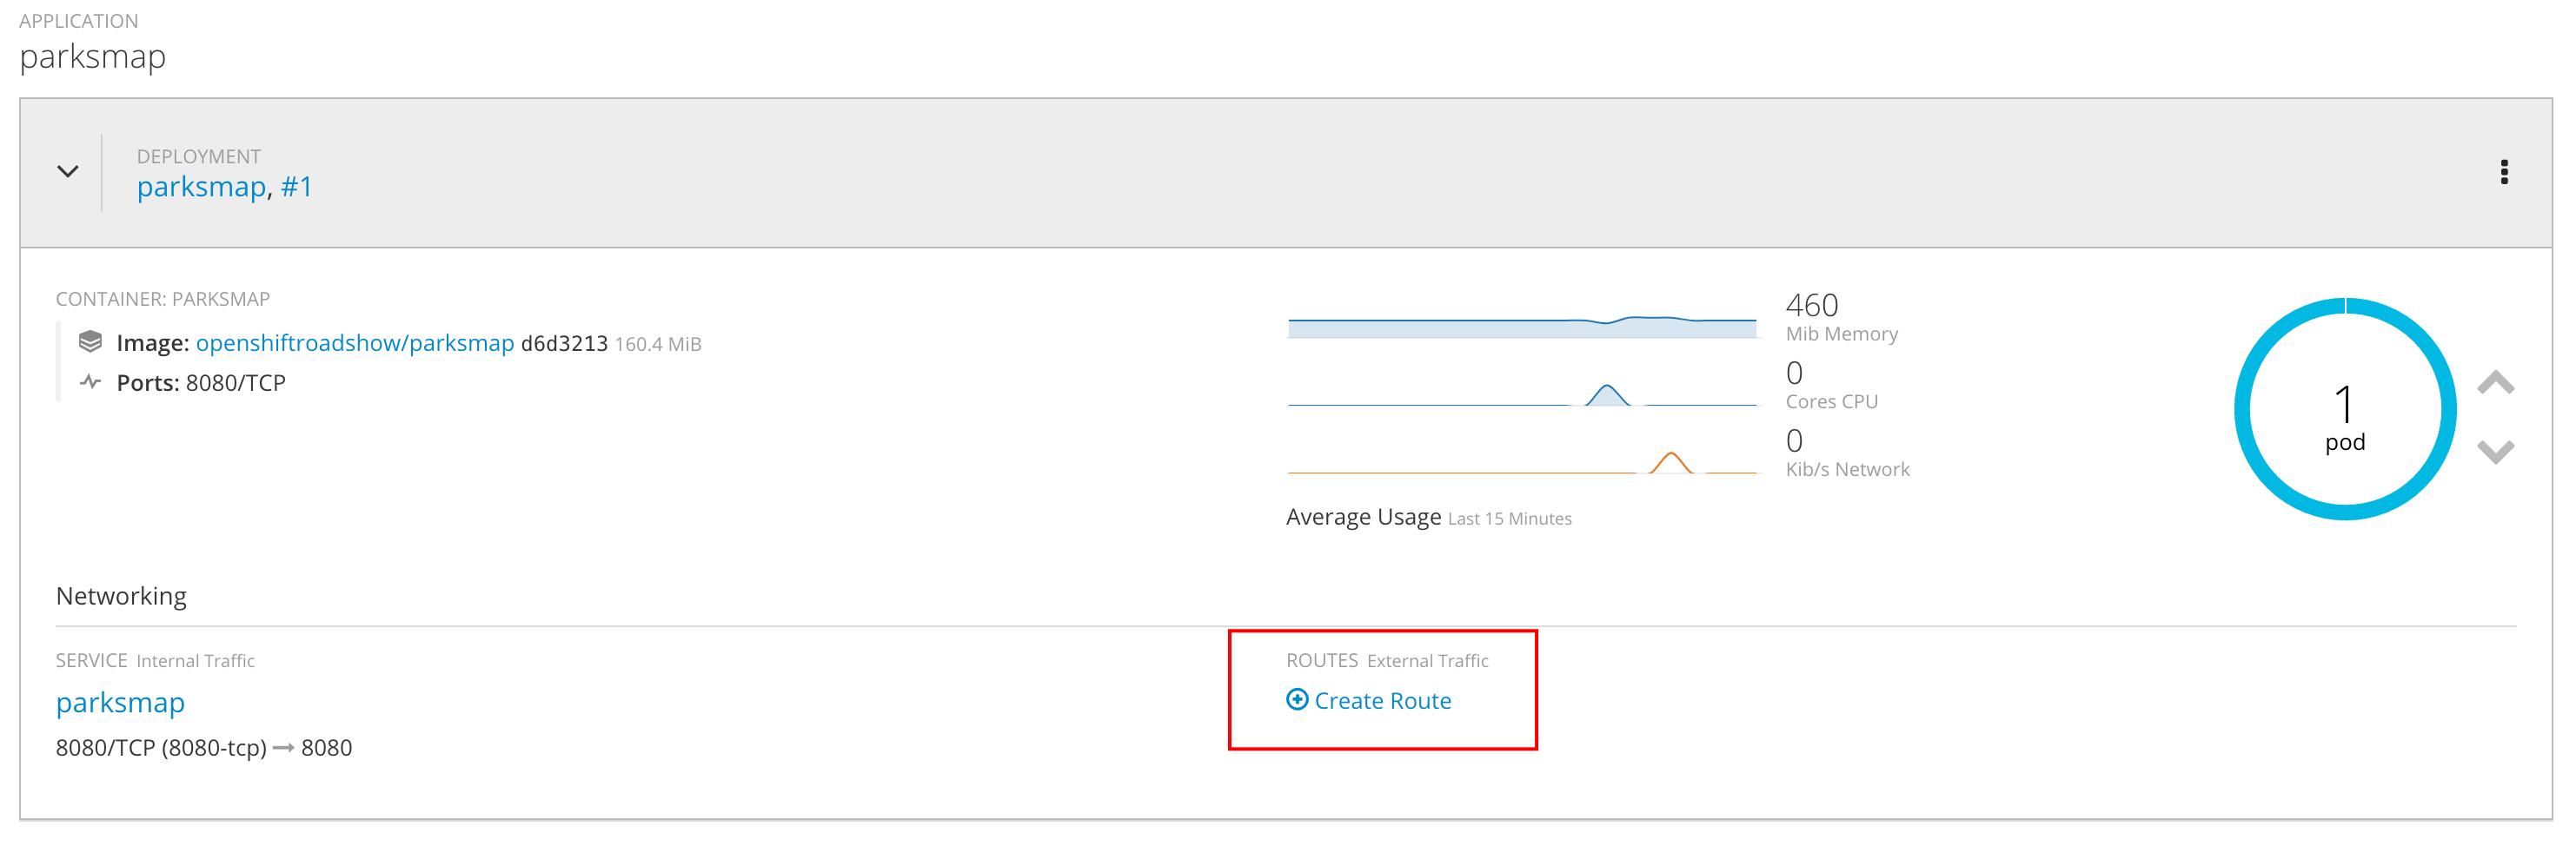 APPLICATION
parksmap
DEPLOYMENT
parksmap, #1
CONTAINER: PARKSMAP
Image: openshiftroadshow/parksmap d6d3213 160.4 MiB
Ports: 8080/TCP
460
Mib Memory
0
Cores CPU
0
Kib/s Network
Average Usage Last 15 Minutes
1
pod
Networking
SERVICE Internal Traffic
parksmap
8080/TCP (8080-tcp) → 8080
ROUTES External Traffic
Create Route